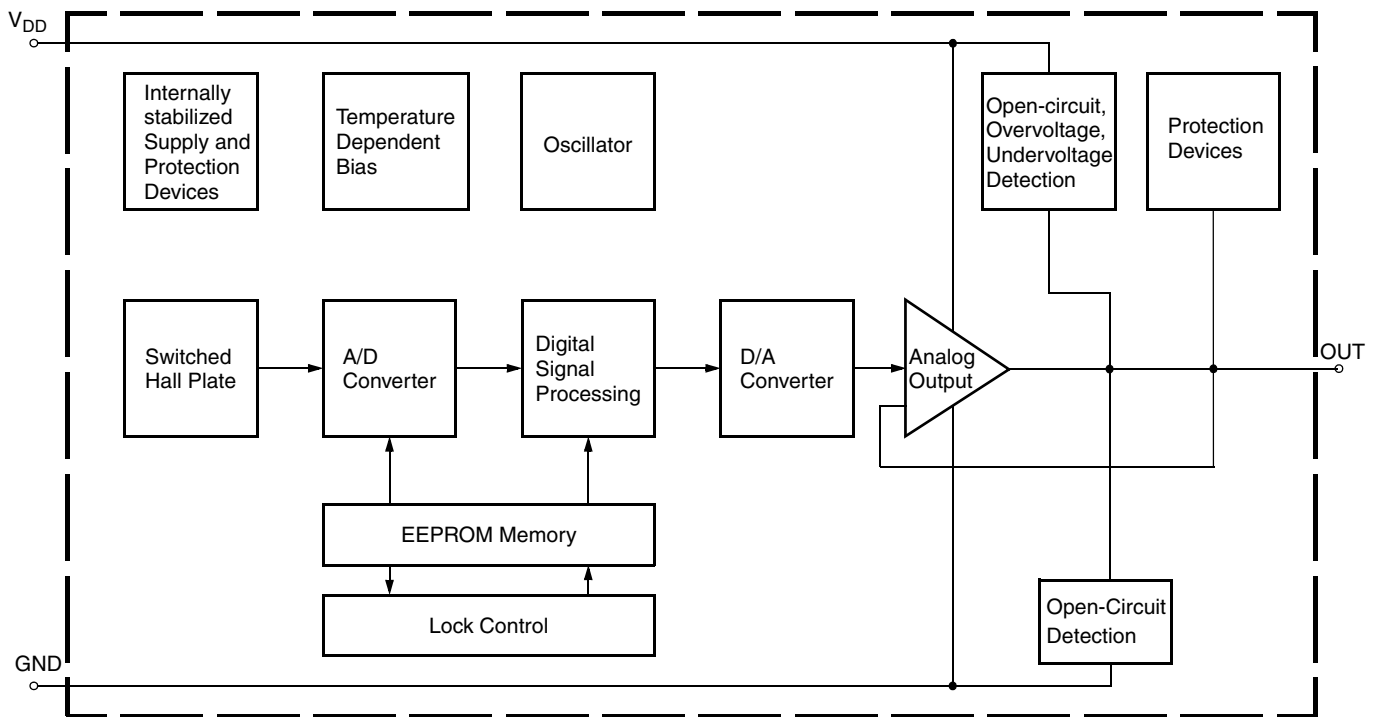 VDD
Internally
stabilized
Supply and
Protection
Devices
Temperature
Dependent
Bias
Oscillator
Open-circuit,
Overvoltage,
Undervoltage
Detection
Protection
Devices
Switched
Hall Plate
A/D
Converter
Digital
Signal
Processing
D/A
Converter
Analog
Output
OUT
EEPROM Memory
Lock Control
Open-Circuit
Detection
GND